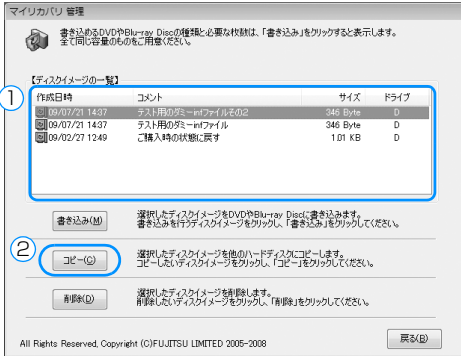 マイリカバリ 管理
書き込めるDVDやBlu-ray Discの種類と必要な枚数は、「書き込み」をクリックすると表示します。
全て同じ容量のものをご用意ください。
【ディスクイメージの一覧】
①
作成日時 コメント サイズ ドライブ
09/07/21 14:37 テスト用のダミーinfファイルその2 346 Byte D
09/07/21 14:37 テスト用のダミーinfファイル 346 Byte D
09/02/27 12:49 ご購入時の状態に戻す 1.01 KB D
書き込み(M)
選択したディスクイメージをDVDやBlu-ray Discに書き込みます。
書き込みを行うディスクイメージをクリックし、「書き込み」をクリックしてください。
②
コピー(C)
選択したディスクイメージを他のハードディスクにコピーします。
コピーしたいディスクイメージをクリックし、「コピー」をクリックしてください。
削除(D)
選択したディスクイメージを削除します。
削除したいディスクイメージをクリックし、「削除」をクリックしてください。
All Rights Reserved, Copyright (C)FUJITSU LIMITED 2005-2008
戻る(B)